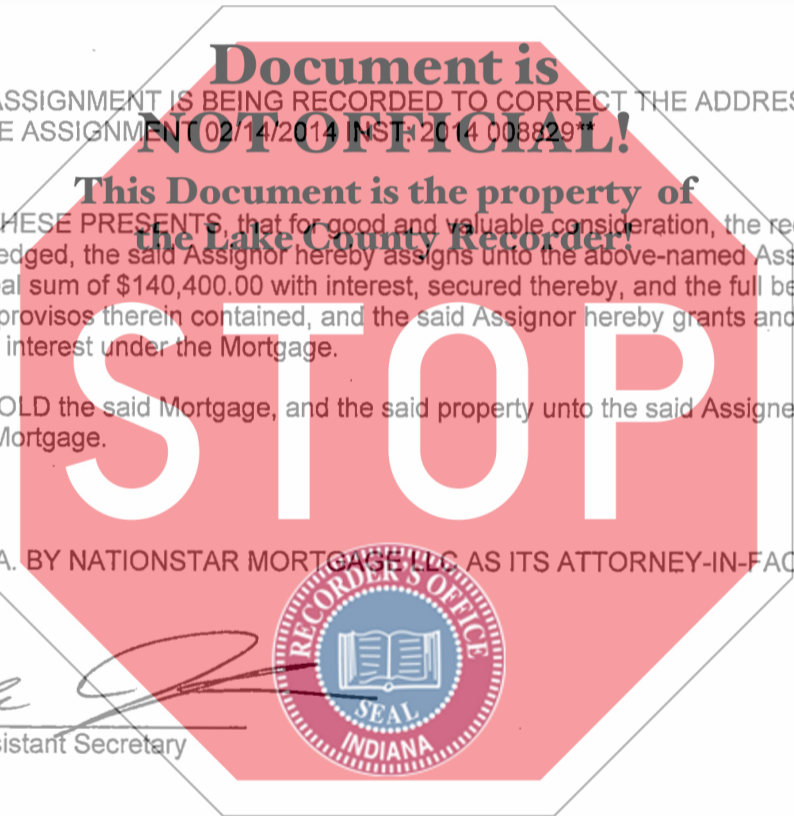 Document is
ASSIGNMENT IS BEING RECORDED TO CORRECT THE ADDRES
E ASSIGNMENT 02/14/2014 INST: 2014 008829**
NOT OFFICIAL!
This Document is the property of
HESE PRESENTS, that for good and valuable consideration, the re
the Lake County Recorder!
edged, the said Assignor hereby assigns unto the above-named Ass
al sum of $140,400.00 with interest, secured thereby, and the full be
provisos therein contained, and the said Assignor hereby grants and
interest under the Mortgage.
STOP
OLD the said Mortgage, and the said property unto the said Assigne
Mortgage.
A. BY NATIONSTAR MORTGAGE LLC AS ITS ATTORNEY-IN-FAC
RECORDER'S OFFICE
SEAL
INDIANA
sistant Secretary